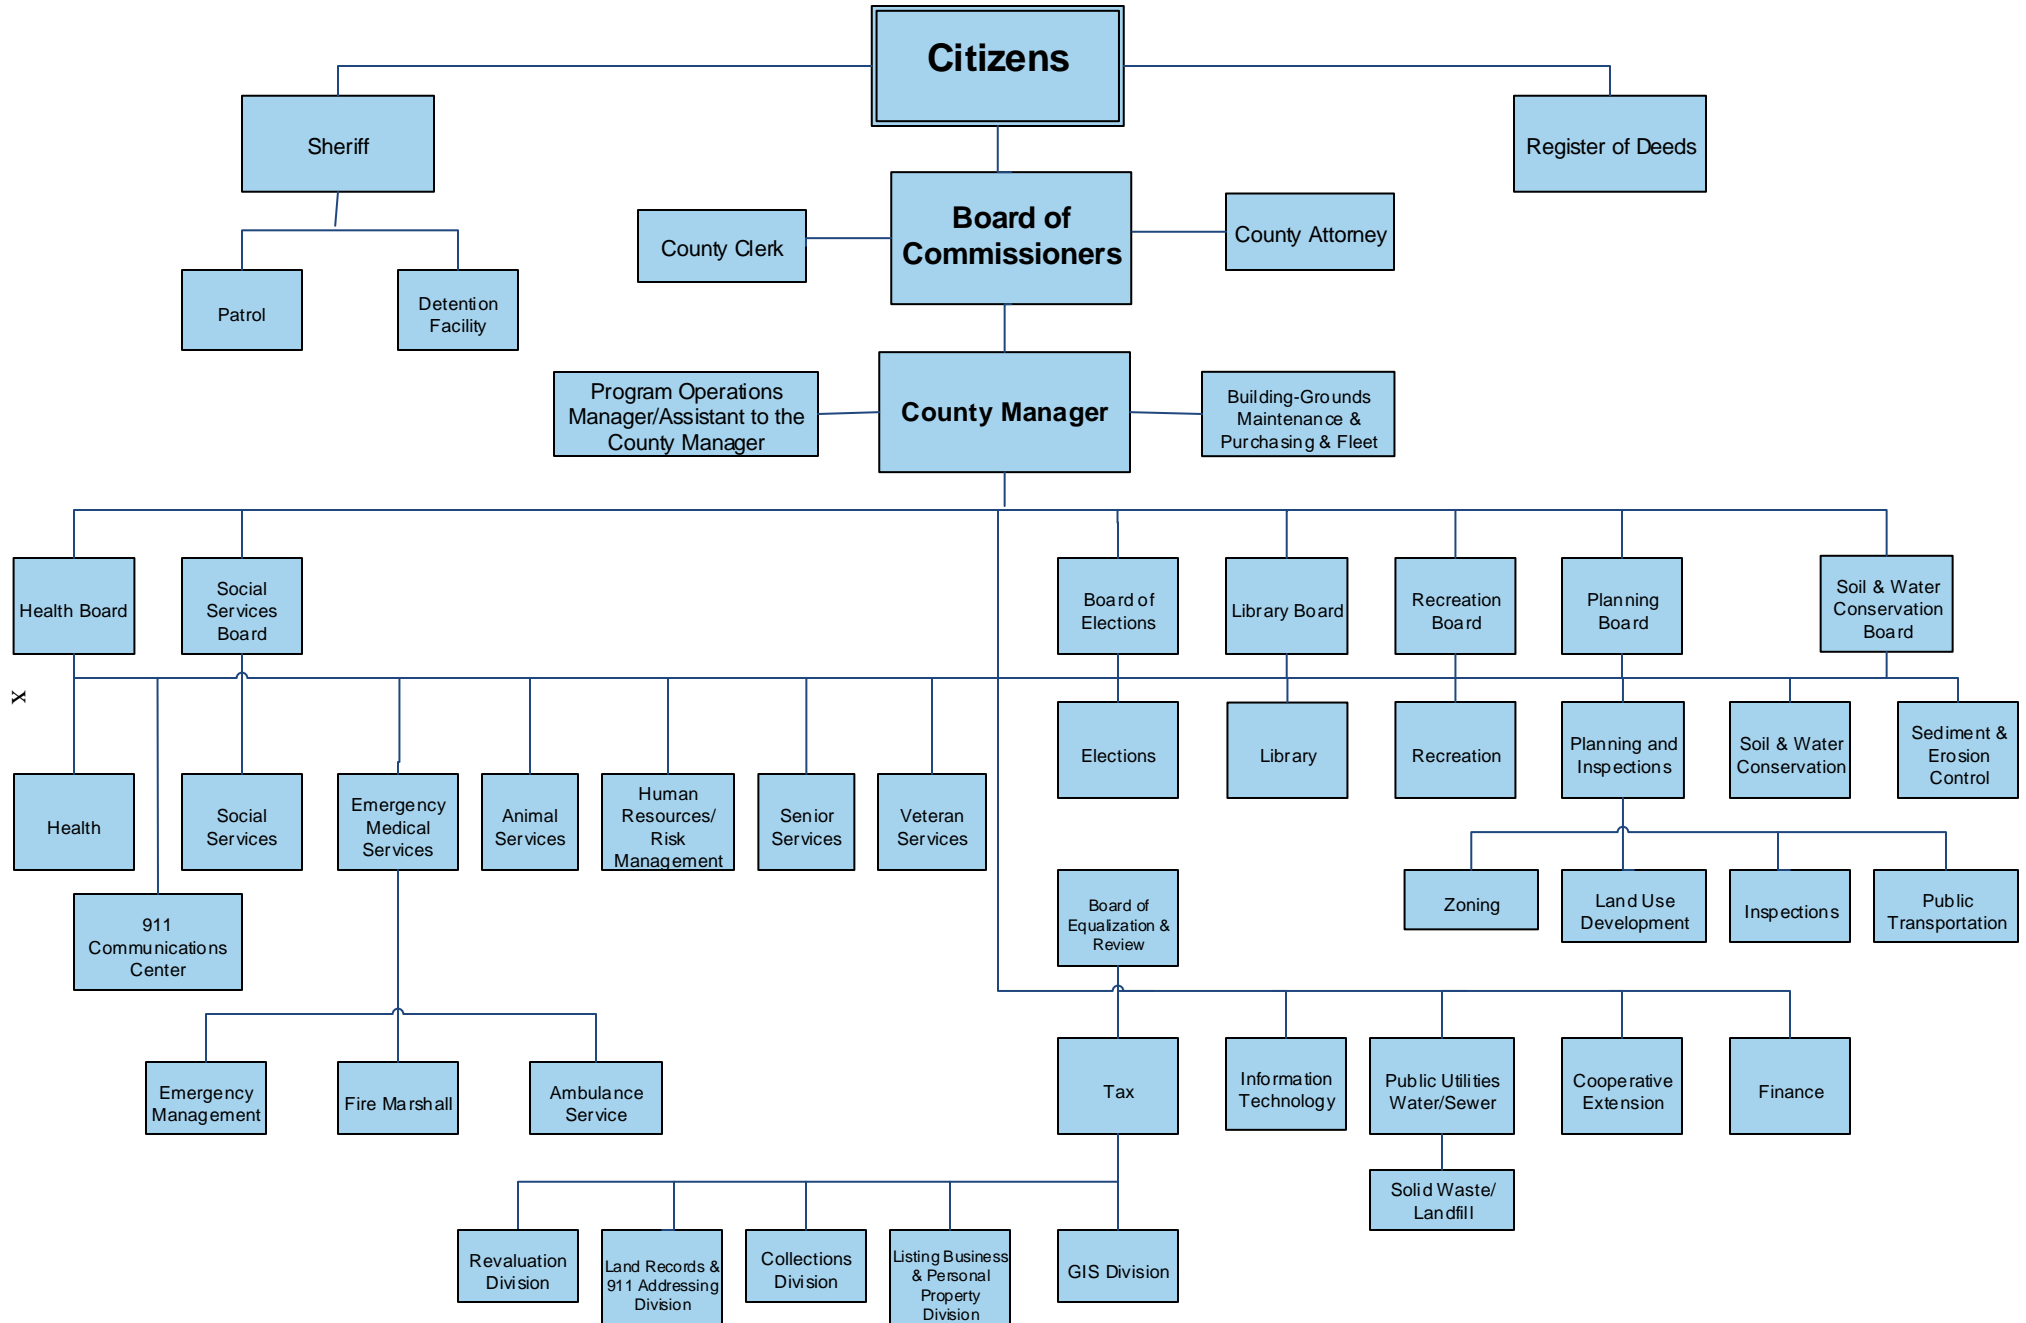 Citizens
Sheriff
Register of Deeds
Board of
Commissioners
County Clerk
County Attorney
Patrol
Detention
Facility
Program Operations
Manager/Assistant to the
County Manager
County Manager
Building-Grounds
Maintenance &
Purchasing & Fleet
Health Board
Social
Services
Board
Board of
Elections
Library Board
Recreation
Board
Planning
Board
Soil & Water
Conservation
Board
x
Elections
Library
Recreation
Planning and
Inspections
Soil & Water
Conservation
Sediment &
Erosion
Control
Health
Social
Services
Emergency
Medical
Services
Animal
Services
Human
Resources/
Risk
Management
Senior
Services
Veteran
Services
911
Communications
Center
Board of
Equalization &
Review
Zoning
Land Use
Development
Inspections
Public
Transportation
Emergency
Management
Fire Marshall
Ambulance
Service
Tax
Information
Technology
Public Utilities
Water/Sewer
Cooperative
Extension
Finance
Solid Waste/
Landfill
Revaluation
Division
Land Records &
911 Addressing
Division
Collections
Division
Listing Business
& Personal
Property
Division
GIS Division